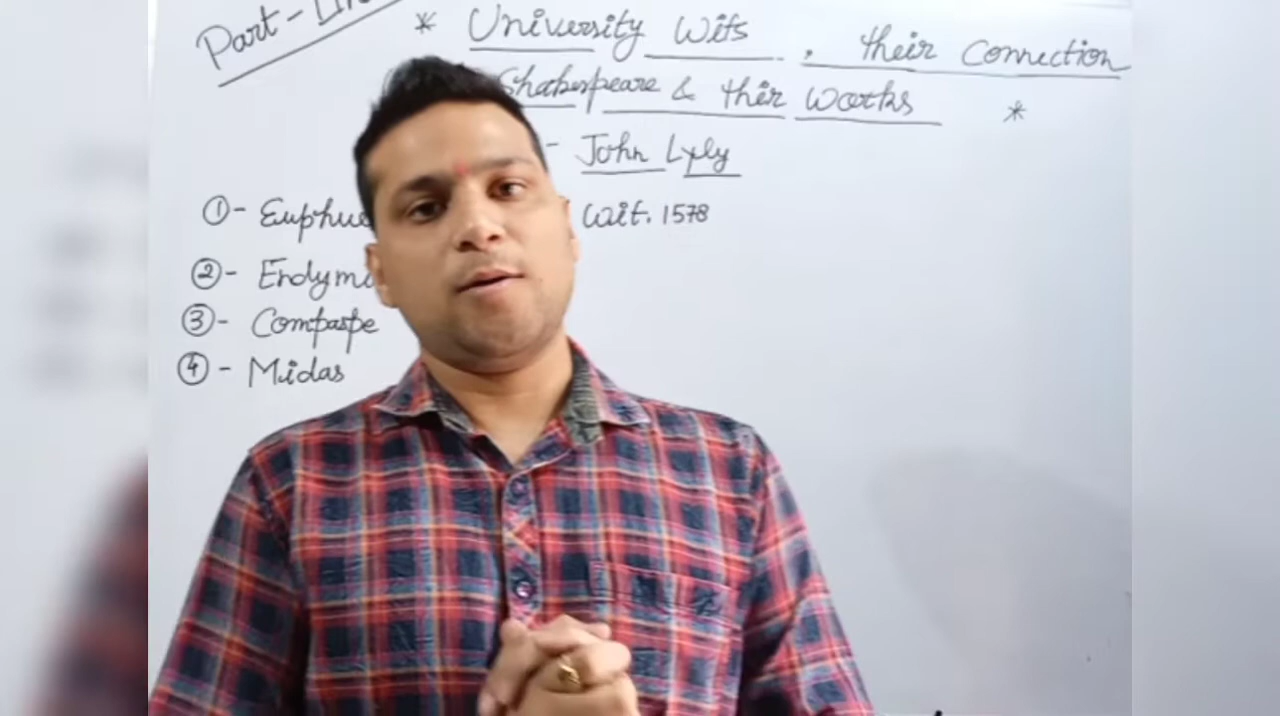 Part -
* University Wits, their Connection
Shakespeare & their Works *
- John Lyly
①- Euphue Wit. 1578
②- Endymi
③- Compaspe
④- Midas